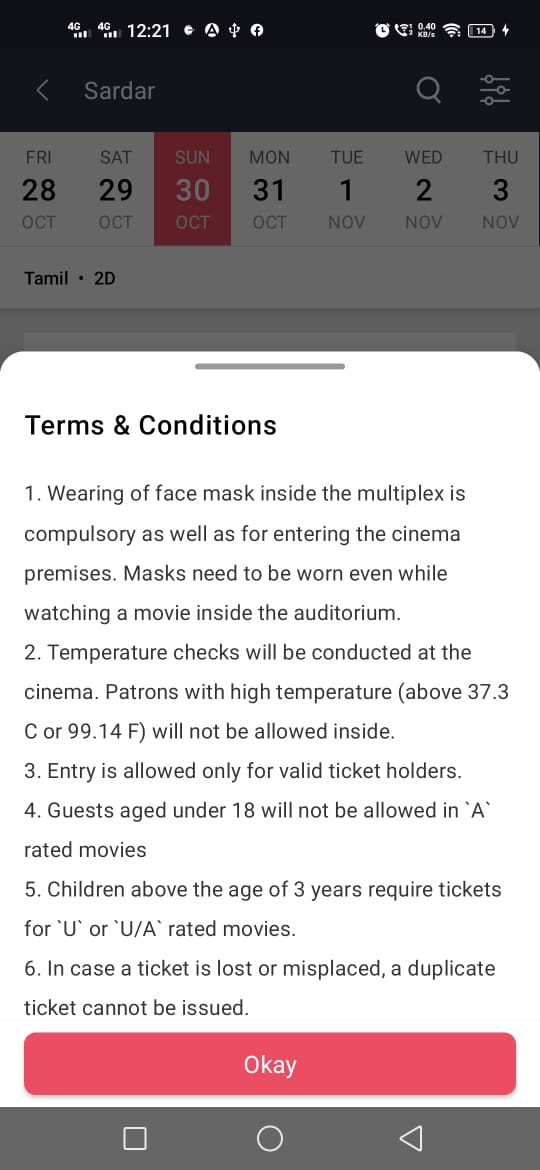 4G 4G 12:21 0.40 KB/s 14
Sardar
FRI SAT SUN MON TUE WED THU
28 29 30 31 1 2 3
OCT OCT OCT OCT NOV NOV NOV
Tamil • 2D
Terms & Conditions
1. Wearing of face mask inside the multiplex is
compulsory as well as for entering the cinema
premises. Masks need to be worn even while
watching a movie inside the auditorium.
2. Temperature checks will be conducted at the
cinema. Patrons with high temperature (above 37.3
C or 99.14 F) will not be allowed inside.
3. Entry is allowed only for valid ticket holders.
4. Guests aged under 18 will not be allowed in `A`
rated movies
5. Children above the age of 3 years require tickets
for `U` or `U/A` rated movies.
6. In case a ticket is lost or misplaced, a duplicate
ticket cannot be issued.
Okay